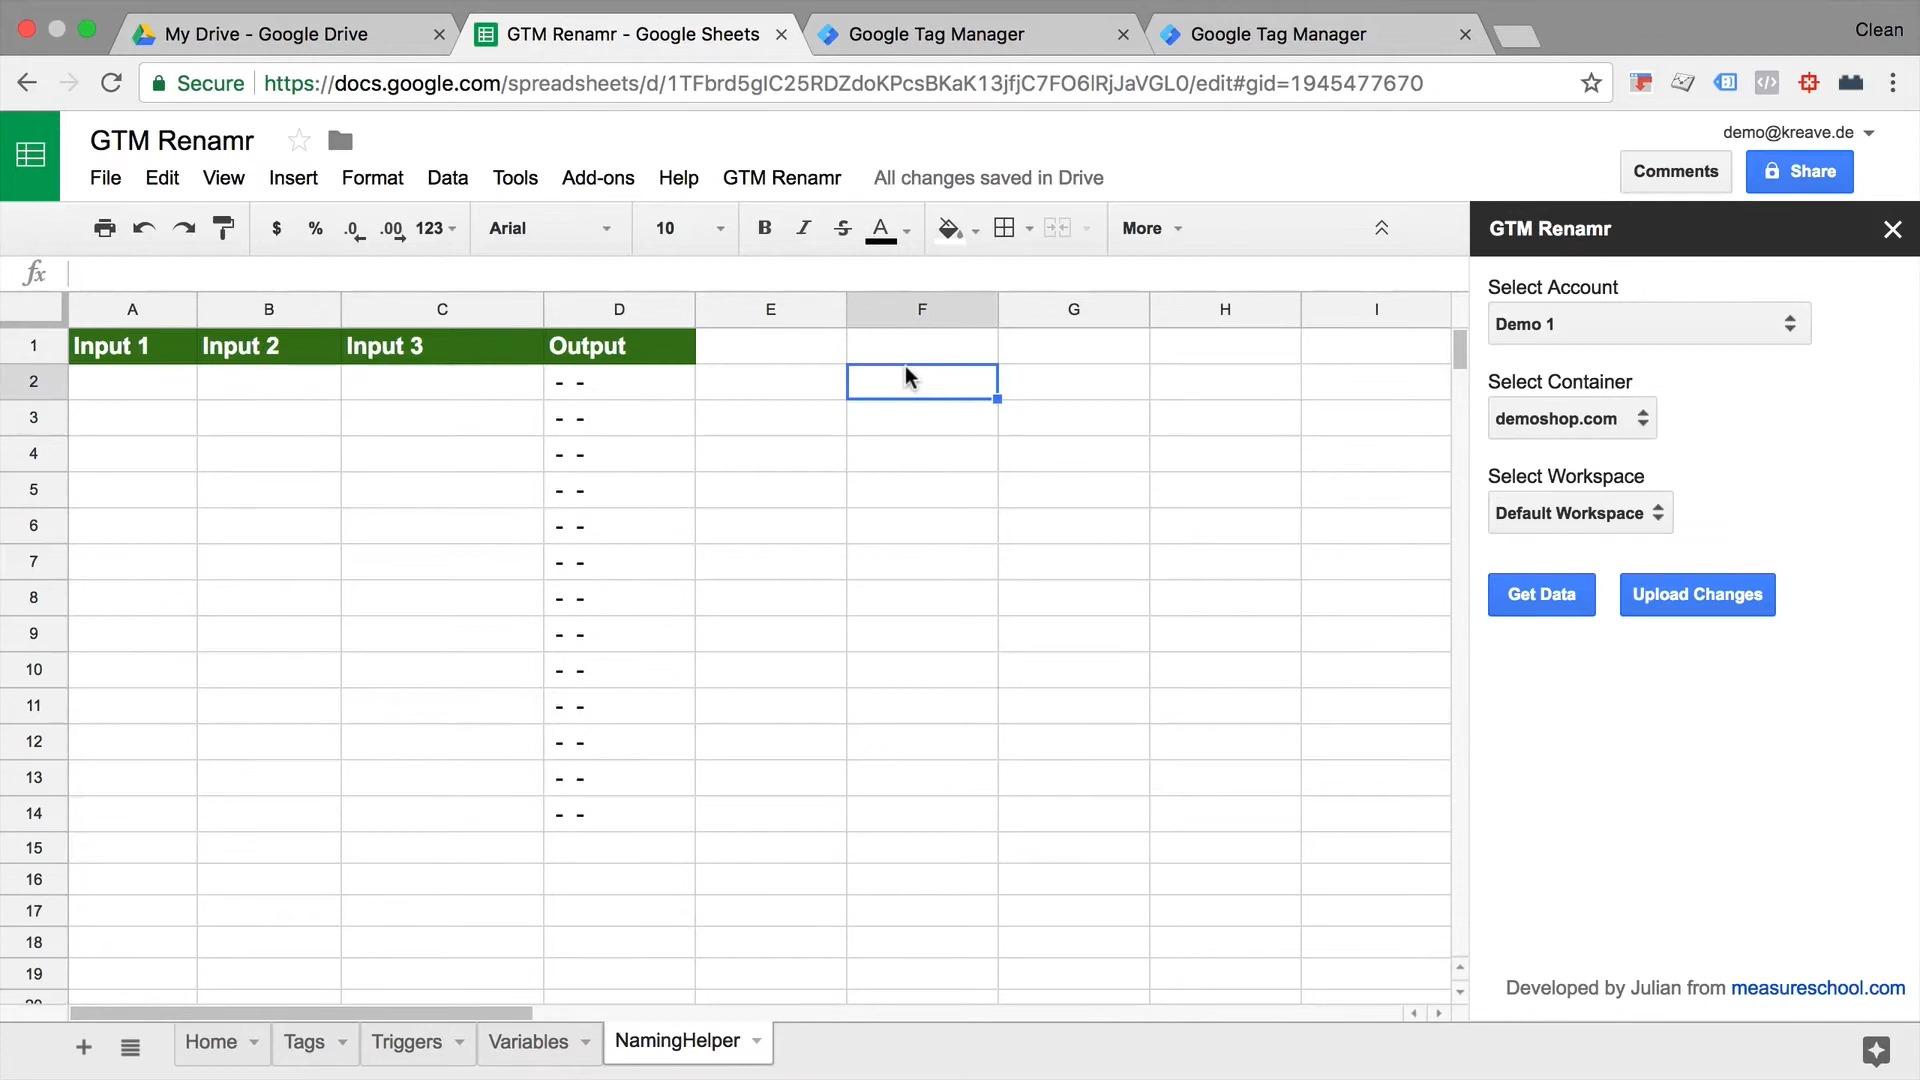 My Drive - Google Drive
GTM Renamr - Google Sheets
Google Tag Manager
Google Tag Manager
Clean
Secure
https://docs.google.com/spreadsheets/d/1TFbrd5glC25RDZdoKPcsBKaK13jfjC7FO6lRjJaVGL0/edit#gid=1945477670
GTM Renamr
demo@kreave.de
File Edit View Insert Format Data Tools Add-ons Help GTM Renamr All changes saved in Drive
Comments Share
$ % .0 .00 123 Arial 10 B I S A More
fx
A B C D E F G H I
1 Input 1 Input 2 Input 3 Output
2 - -
3 - -
4 - -
5 - -
6 - -
7 - -
8 - -
9 - -
10 - -
11 - -
12 - -
13 - -
14 - -
15
16
17
18
19
20
GTM Renamr
Select Account
Demo 1
Select Container
demoshop.com
Select Workspace
Default Workspace
Get Data Upload Changes
Developed by Julian from measureschool.com
Home Tags Triggers Variables NamingHelper